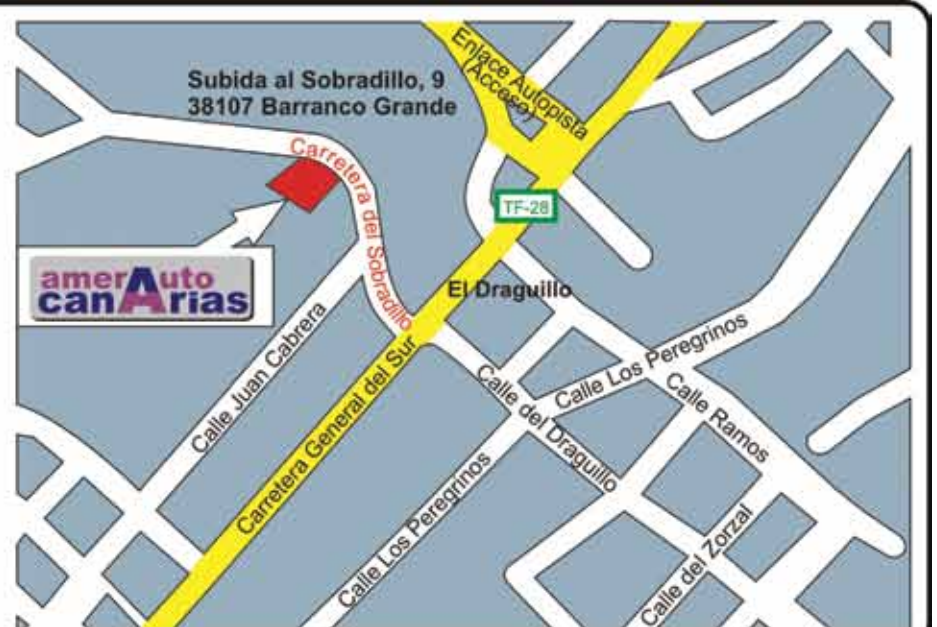 Enlace Autopista
(Acceso)
Subida al Sobradillo, 9
38107 Barranco Grande
Carretera del Sobradillo
TF-28
amerAuto
canArias
El Draguillo
Calle Juan Cabrera
Carretera General del Sur
Calle Los Peregrinos
Calle del Draguillo
Calle Ramos
Calle Los Peregrinos
Calle del Zorzal